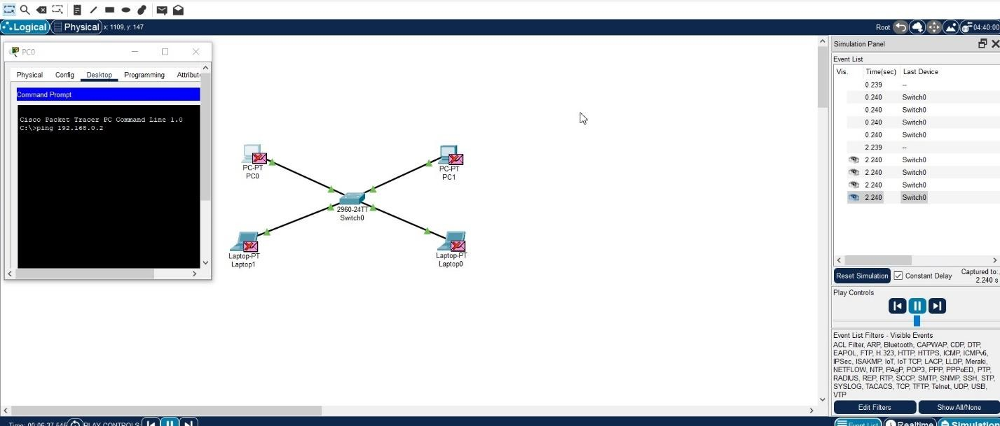 Logical Physical x: 1109, y: 147 Root 04:40:00
PC0
Physical Config Desktop Programming Attribut
Command Prompt
Cisco Packet Tracer PC Command Line 1.0
C:\>ping 192.168.0.2
PC-PT
PC0
PC-PT
PC1
2960-24TT
Switch0
Laptop-PT
Laptop1
Laptop-PT
Laptop0
Simulation Panel
Event List
Vis. Time(sec) Last Device
0.239 --
0.240 Switch0
0.240 Switch0
0.240 Switch0
0.240 Switch0
2.239 --
2.240 Switch0
2.240 Switch0
2.240 Switch0
2.240 Switch0
Reset Simulation Constant Delay Captured to:
2.240 s
Play Controls
Event List Filters - Visible Events
ACL Filter, ARP, Bluetooth, CAPWAP, CDP, DTP,
EAPOL, FTP, H.323, HTTP, HTTPS, ICMP, ICMPv6,
IPSec, ISAKMP, IoT, IoT TCP, LACP, LLDP, Meraki,
NETFLOW, NTP, PAgP, POP3, PPP, PPPoED, PTP,
RADIUS, REP, RTP, SCCP, SMTP, SNMP, SSH, STP,
SYSLOG, TACACS, TCP, TFTP, Telnet, UDP, USB,
VTP
Edit Filters Show All/None
Time: 00:06:37.546 PLAY CONTROLS Event List Realtime Simulation